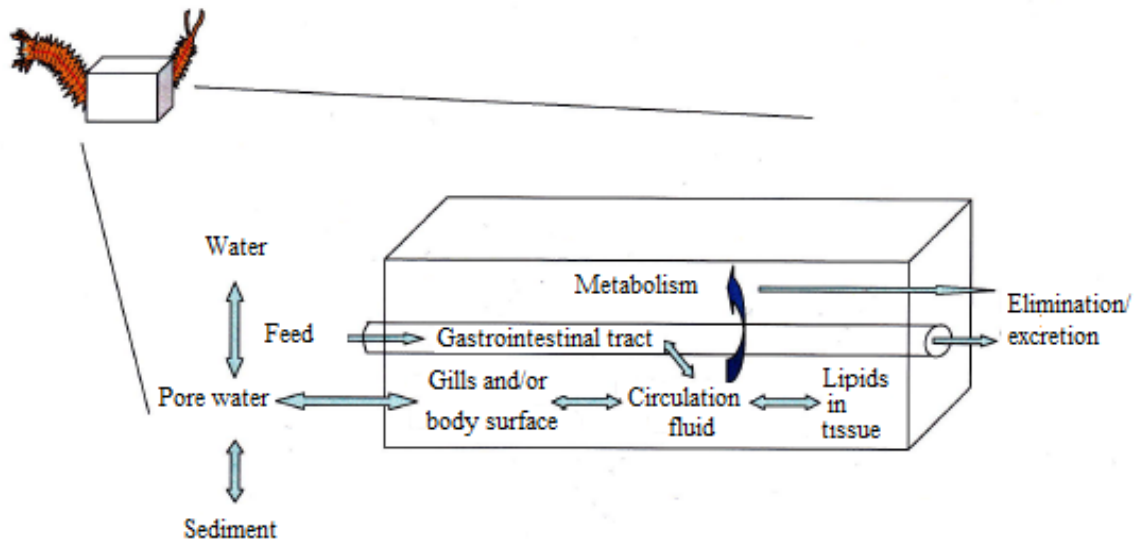 Water
Metabolism
Elimination/
excretion
Feed
Gastrointestinal tract
Pore water
Gills and/or
body surface
Circulation
fluid
Lipids
in
tissue
Sediment